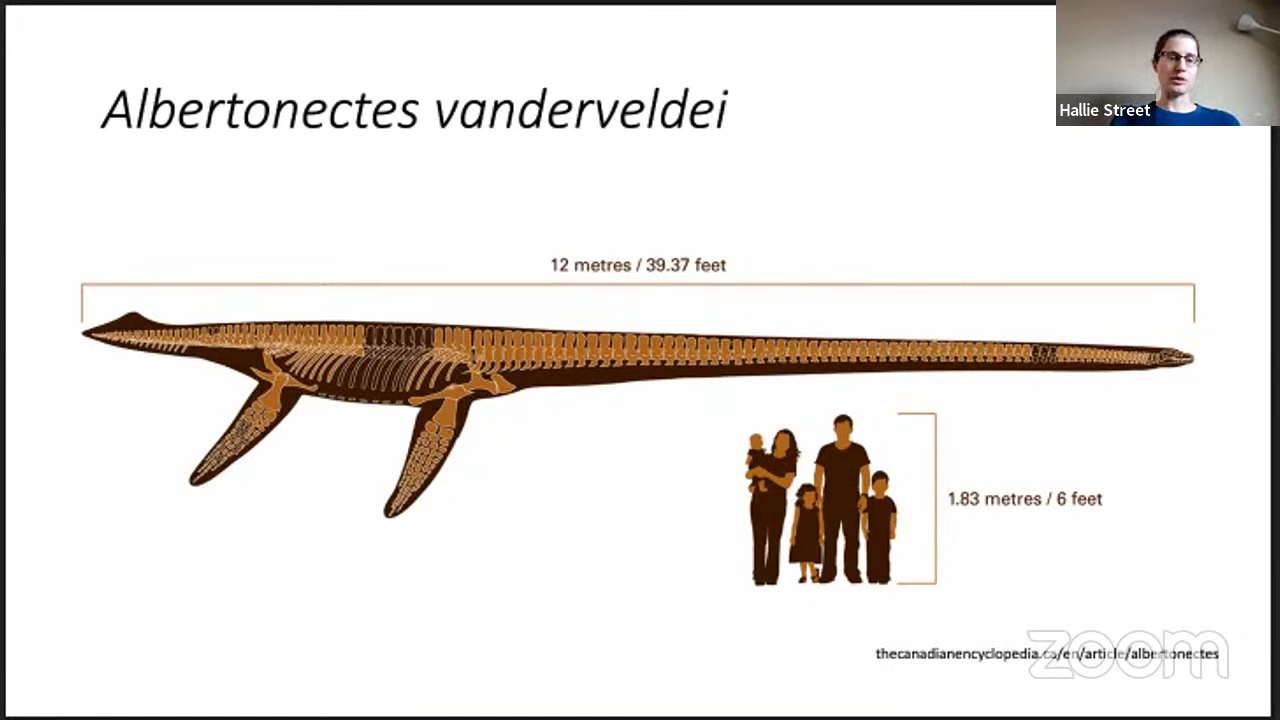 Albertonectes vanderveldei
Hallie Street
12 metres / 39.37 feet
1.83 metres / 6 feet
thecanadianencyclopedia.ca/en/article/albertonectes
zoom